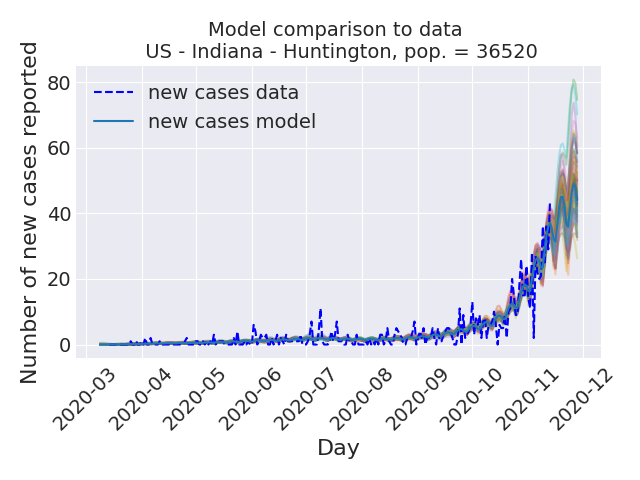 Model comparison to data
US - Indiana - Huntington, pop. = 36520
Number of new cases reported
80
60
40
20
0
new cases data
new cases model
2020-03
2020-04
2020-05
2020-06
2020-07
2020-08
2020-09
2020-10
2020-11
2020-12
Day